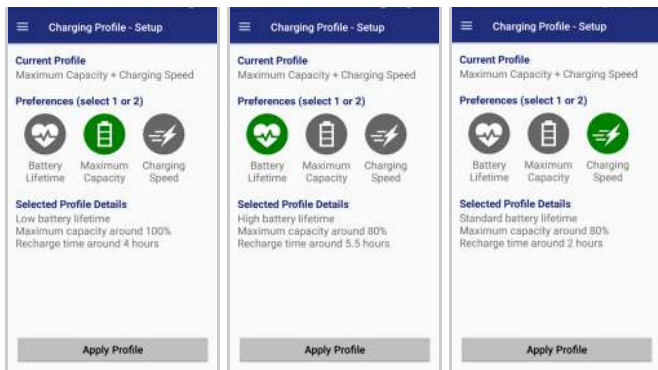 Charging Profile - Setup
Current Profile
Maximum Capacity + Charging Speed
Preferences (select 1 or 2)
Battery Lifetime
Maximum Capacity
Charging Speed
Selected Profile Details
Low battery lifetime
Maximum capacity around 100%
Recharge time around 4 hours
Apply Profile
Charging Profile - Setup
Current Profile
Maximum Capacity + Charging Speed
Preferences (select 1 or 2)
Battery Lifetime
Maximum Capacity
Charging Speed
Selected Profile Details
High battery lifetime
Maximum capacity around 80%
Recharge time around 5.5 hours
Apply Profile
Charging Profile - Setup
Current Profile
Maximum Capacity + Charging Speed
Preferences (select 1 or 2)
Battery Lifetime
Maximum Capacity
Charging Speed
Selected Profile Details
Standard battery lifetime
Maximum capacity around 80%
Recharge time around 2 hours
Apply Profile